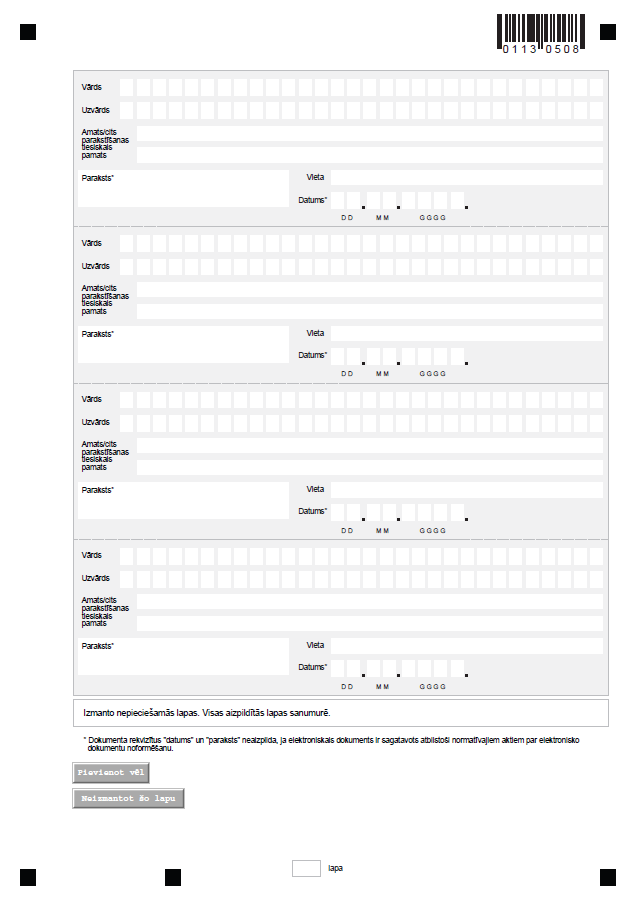 0113 0508
Vārds
Uzvārds
Amats/cits
parakstīšanas
tiesiskais
pamats
Paraksts*
Vieta
Datums*
DD MM GGGG
Vārds
Uzvārds
Amats/cits
parakstīšanas
tiesiskais
pamats
Paraksts*
Vieta
Datums*
DD MM GGGG
Vārds
Uzvārds
Amats/cits
parakstīšanas
tiesiskais
pamats
Paraksts*
Vieta
Datums*
DD MM GGGG
Vārds
Uzvārds
Amats/cits
parakstīšanas
tiesiskais
pamats
Paraksts*
Vieta
Datums*
DD MM GGGG
Izmanto nepieciešamās lapas. Visas aizpildītās lapas sanumurē.
* Dokumenta rekvizītus "datums" un "paraksts" neaizpilda, ja elektroniskais dokuments ir sagatavots atbilstoši normatīvajiem aktiem par elektronisko
dokumentu noformēšanu.
Pievienot vēl
Neizmantot šo lapu
lapa